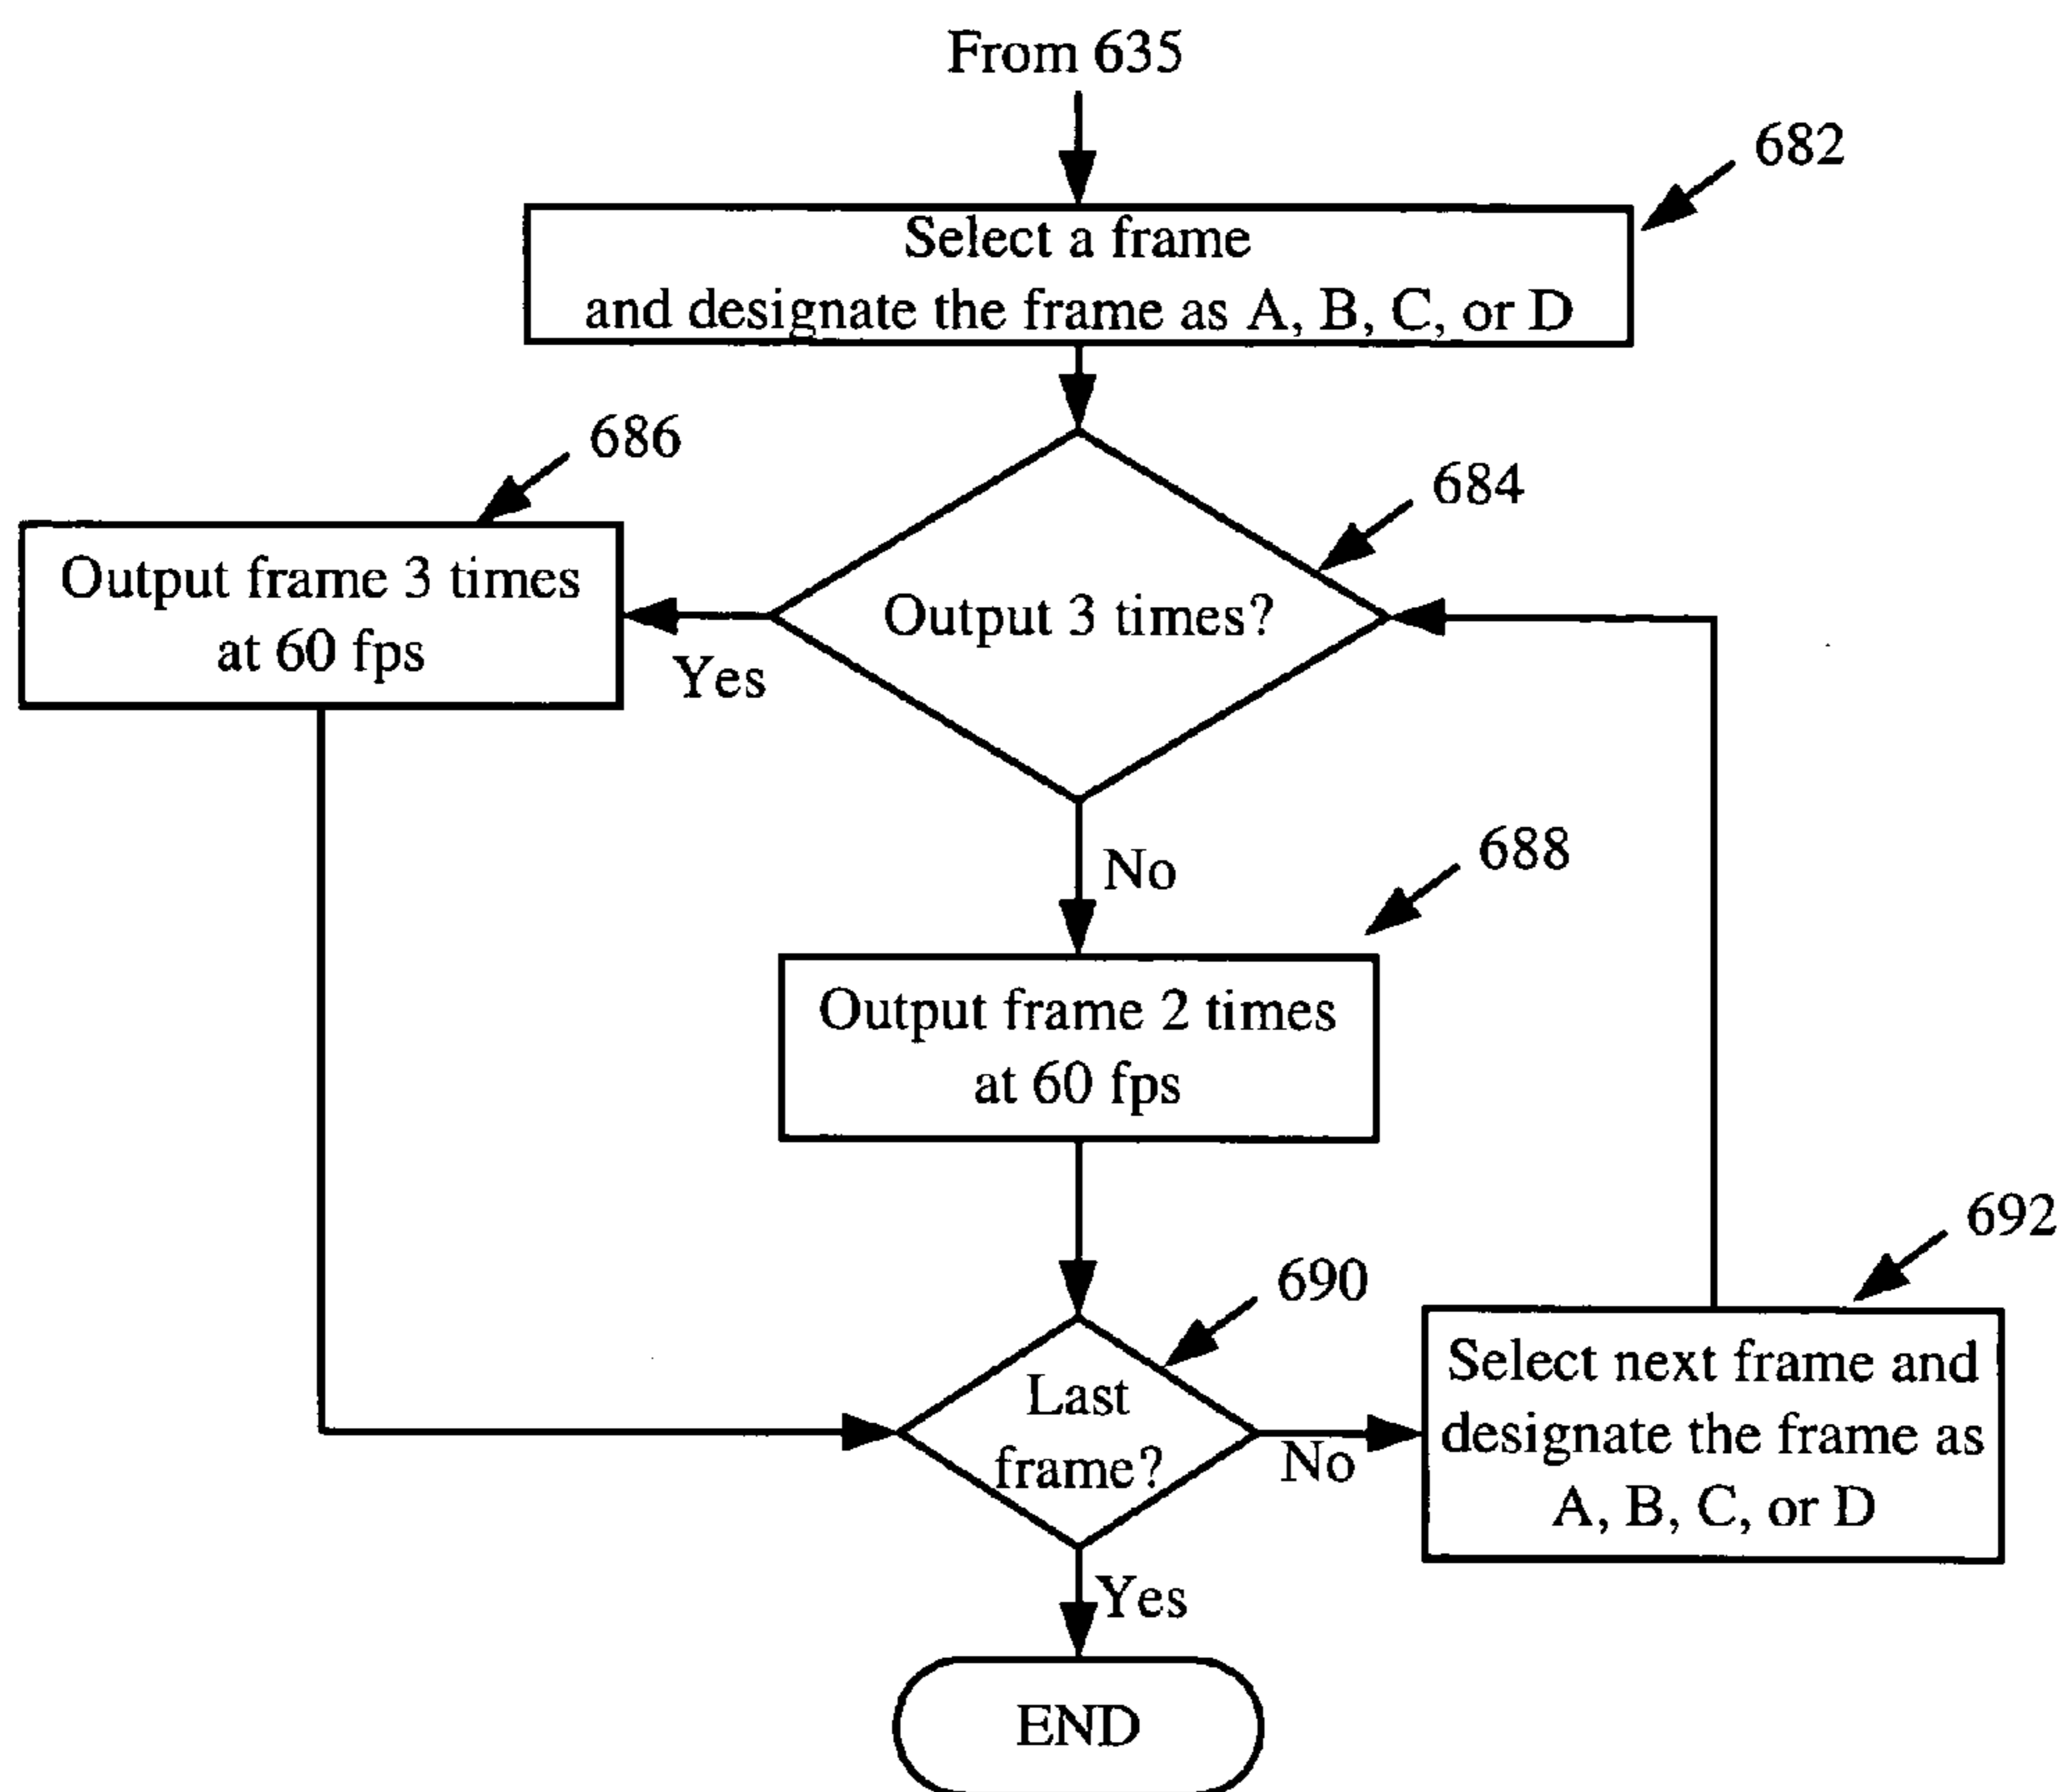 From 635
682
Select a frame
and designate the frame as A, B, C, or D
686
684
Output frame 3 times
at 60 fps
Output 3 times?
Yes
No
688
Output frame 2 times
at 60 fps
692
690
Last
frame?
No
Select next frame and
designate the frame as
A, B, C, or D
Yes
END